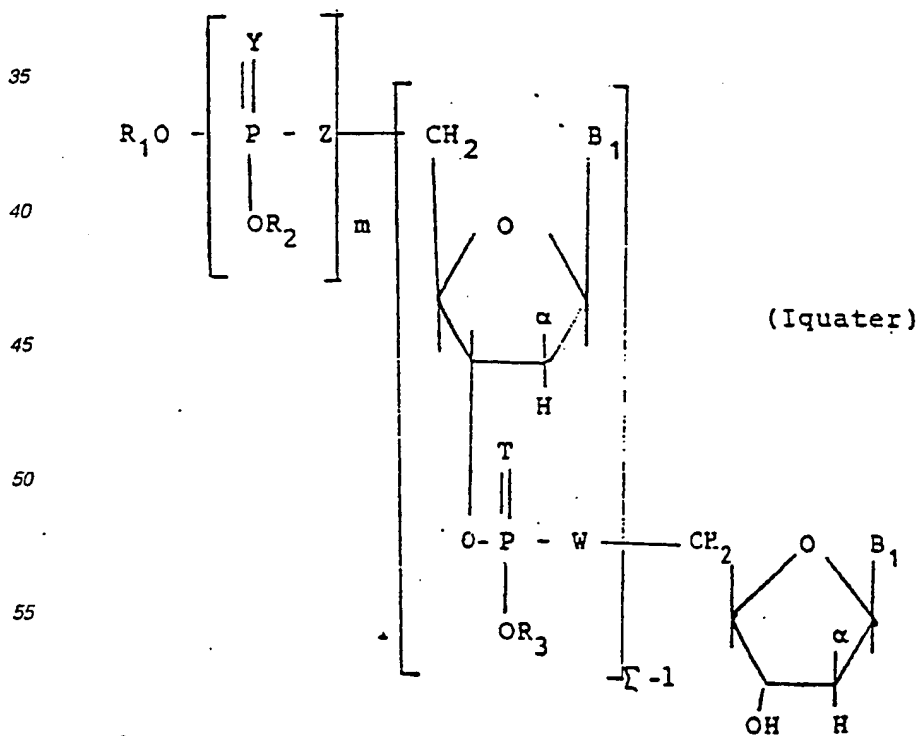 Y
35
R₁O - P - Z CH₂ B₁
40
OR₂ m O
α
(Iquater)
45
H
T
50
O- P - W CH₂ O B₁
55
OR₃ α
Σ -1
OH H